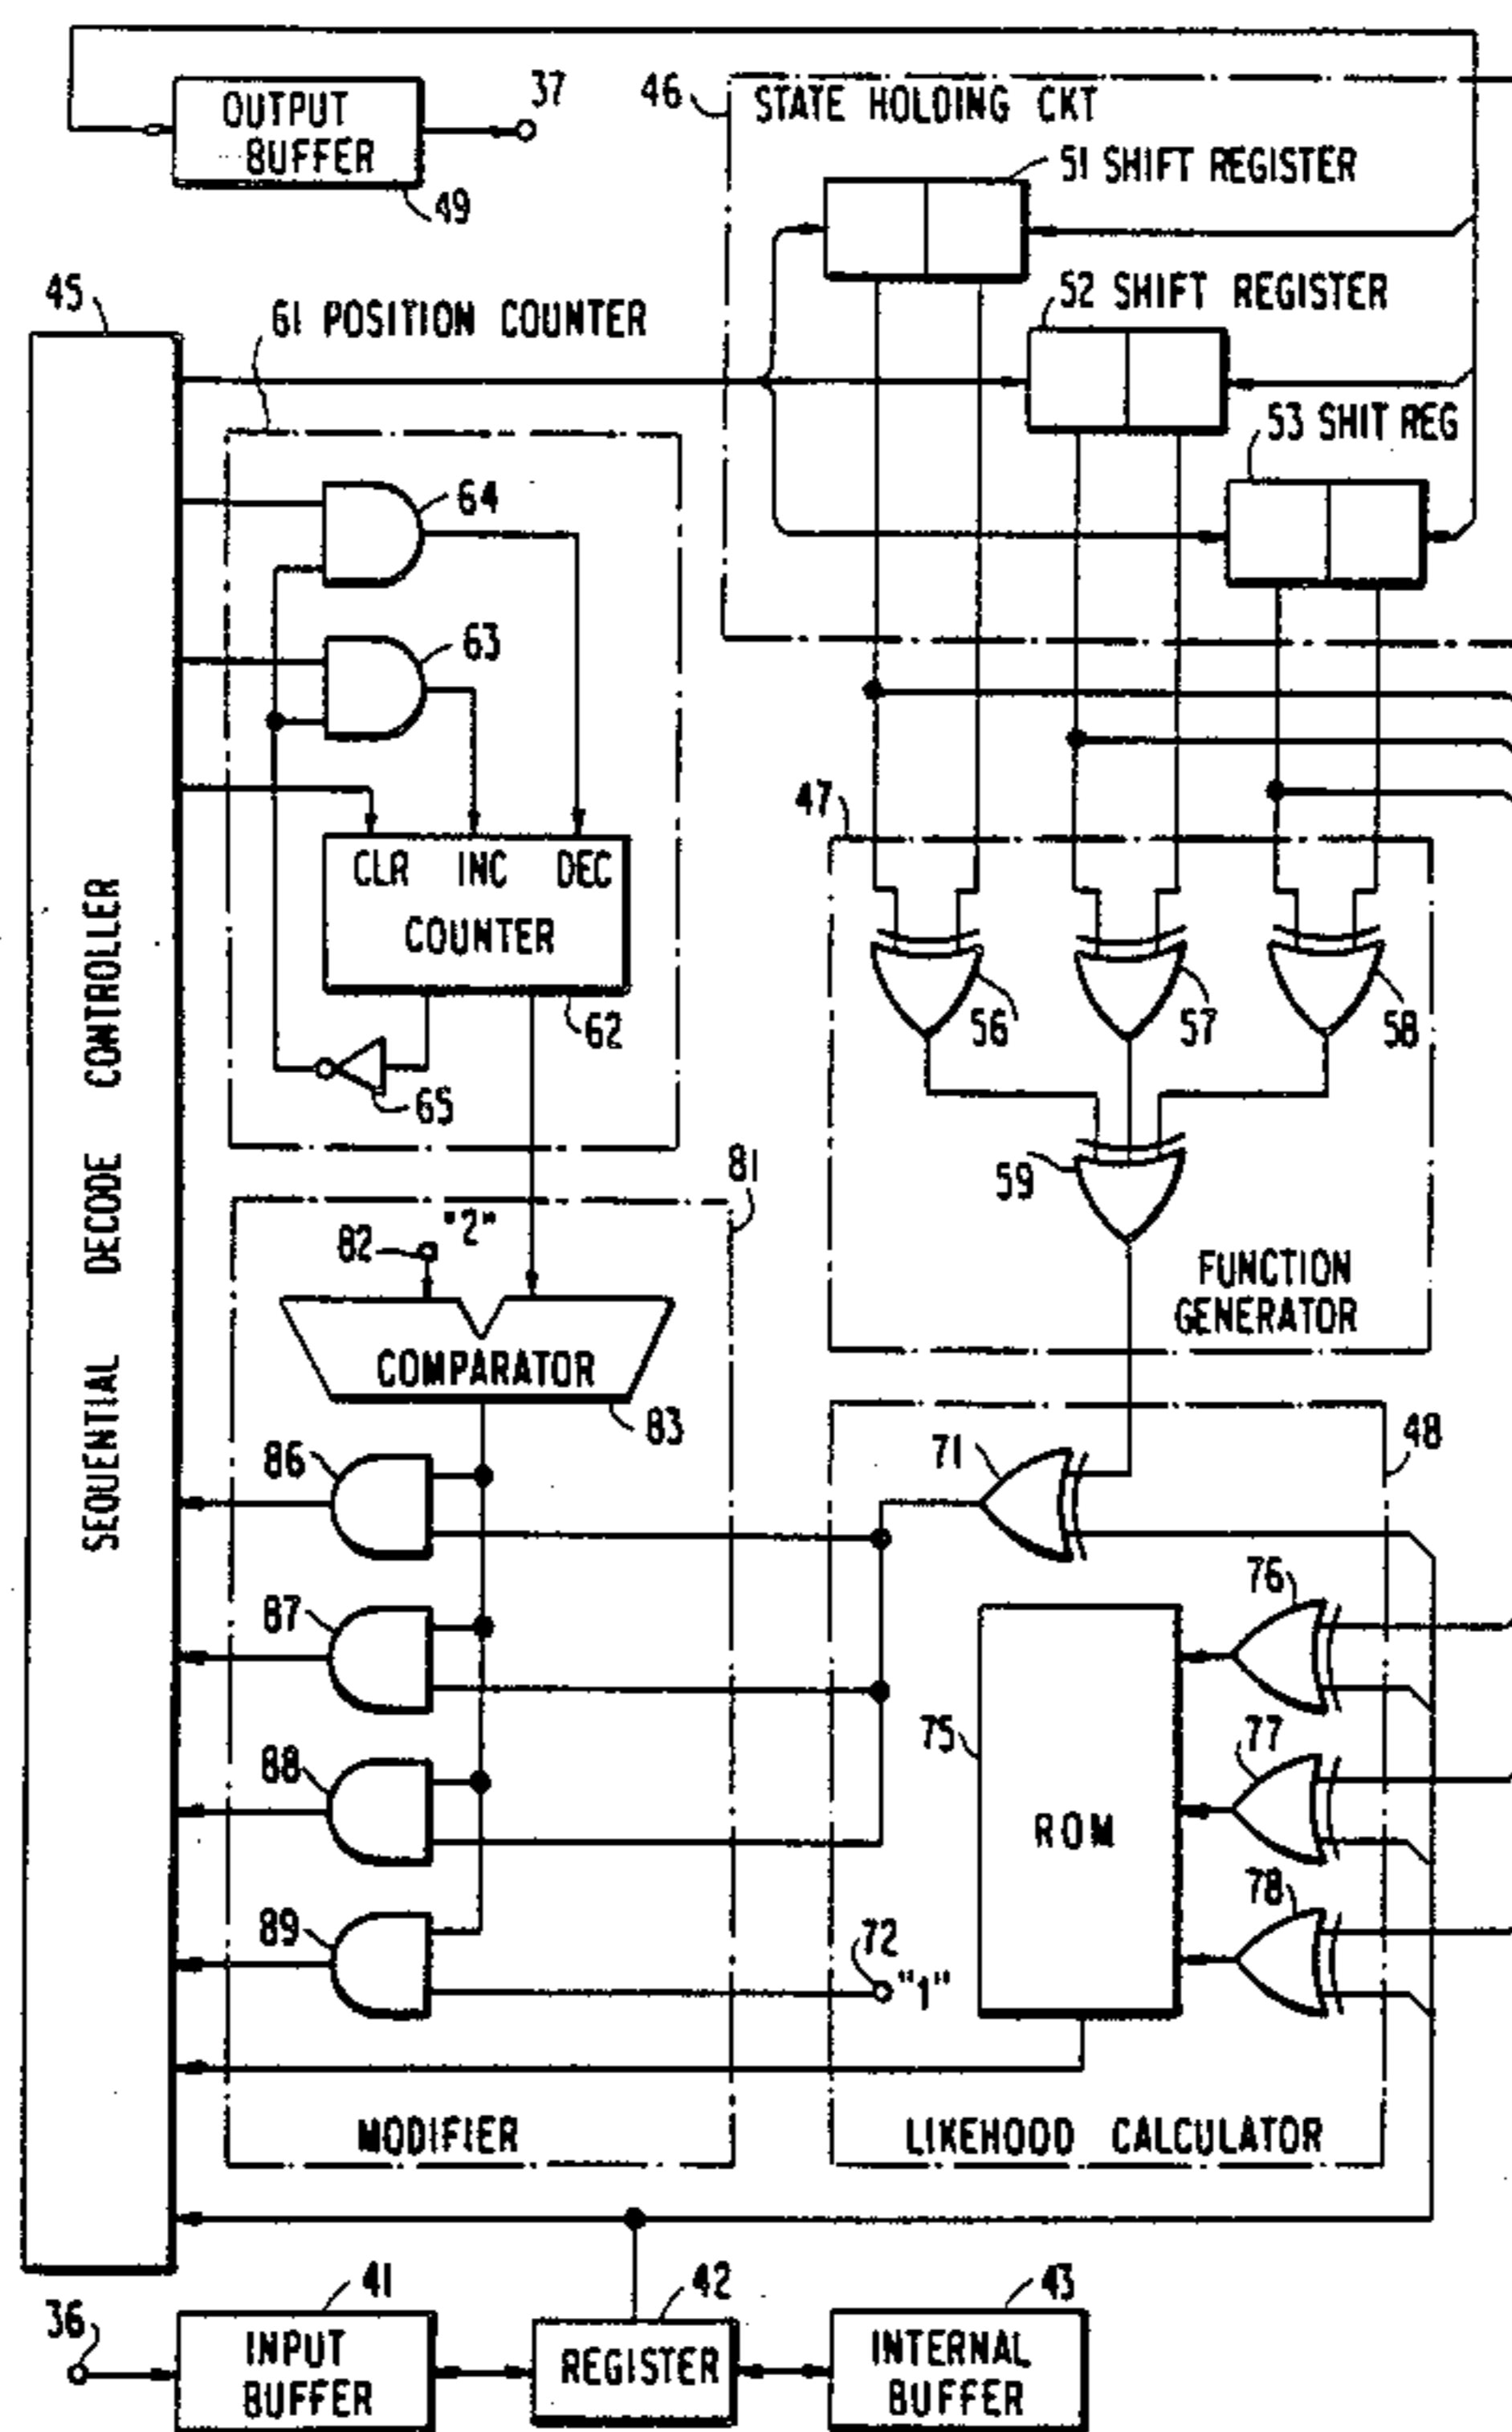 OUTPUT
BUFFER
37
49
46
STATE HOLDING CKT
51 SHIFT REGISTER
52 SHIFT REGISTER
53 SHIT REG
45
61 POSITION COUNTER
64
63
CLR INC DEC
COUNTER
62
65
SEQUENTIAL DECODE CONTROLLER
47
56
57
58
59
FUNCTION
GENERATOR
81
82
"2"
COMPARATOR
83
86
87
88
89
MODIFIER
48
71
76
75
77
ROM
78
72
"1"
LIKEHOOD CALCULATOR
36
41
INPUT
BUFFER
42
REGISTER
43
INTERNAL
BUFFER